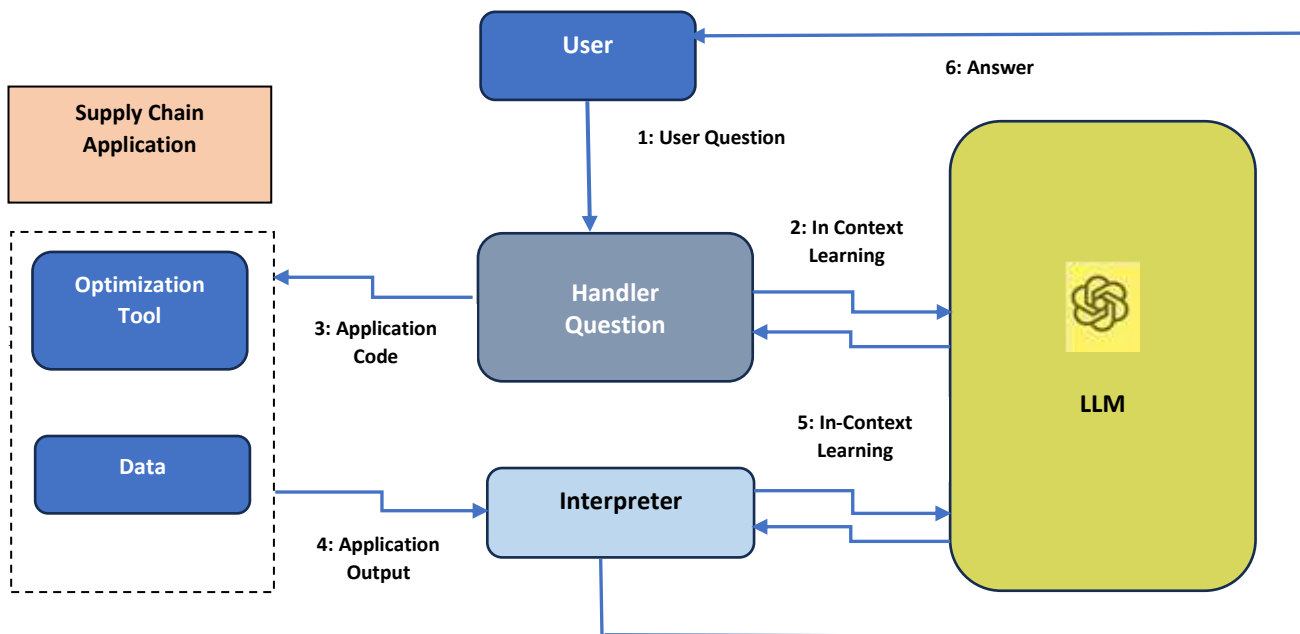 User
6: Answer
Supply Chain
Application
1: User Question
2: In Context
Learning
Optimization
Tool
Handler
Question
3: Application
Code
LLM
5: In-Context
Learning
Data
Interpreter
4: Application
Output